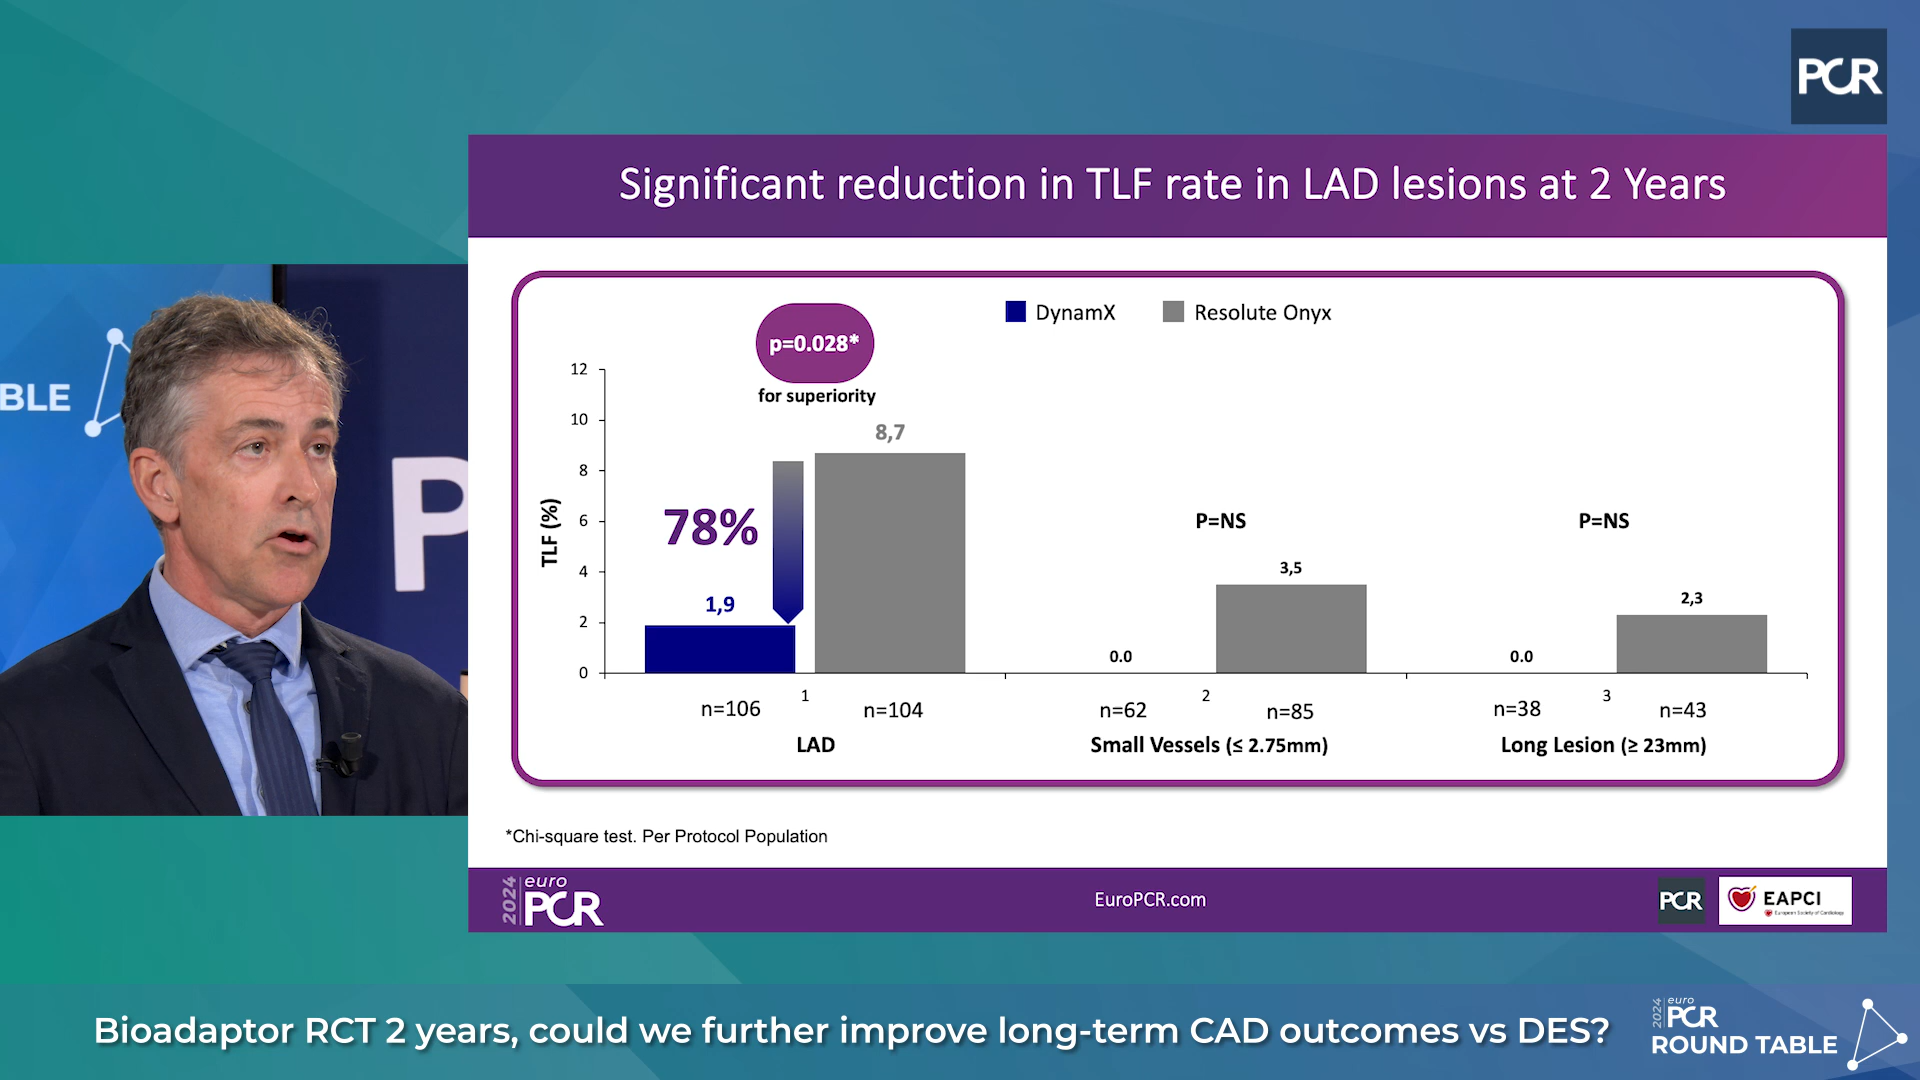 PCR
Significant reduction in TLF rate in LAD lesions at 2 Years
BLE
P
DynamX
Resolute Onyx
p=0.028*
for superiority
TLF (%)
12
10
8
6
4
2
0
78%
1,9
8,7
P=NS
0.0
3,5
P=NS
0.0
2,3
n=106
1
n=104
n=62
2
n=85
n=38
3
n=43
LAD
Small Vessels (≤ 2.75mm)
Long Lesion (≥ 23mm)
*Chi-square test. Per Protocol Population
2024
euro
PCR
EuroPCR.com
PCR
EAPCI
European Society of Cardiology
Bioadaptor RCT 2 years, could we further improve long-term CAD outcomes vs DES?
2024
euro
PCR
ROUND TABLE